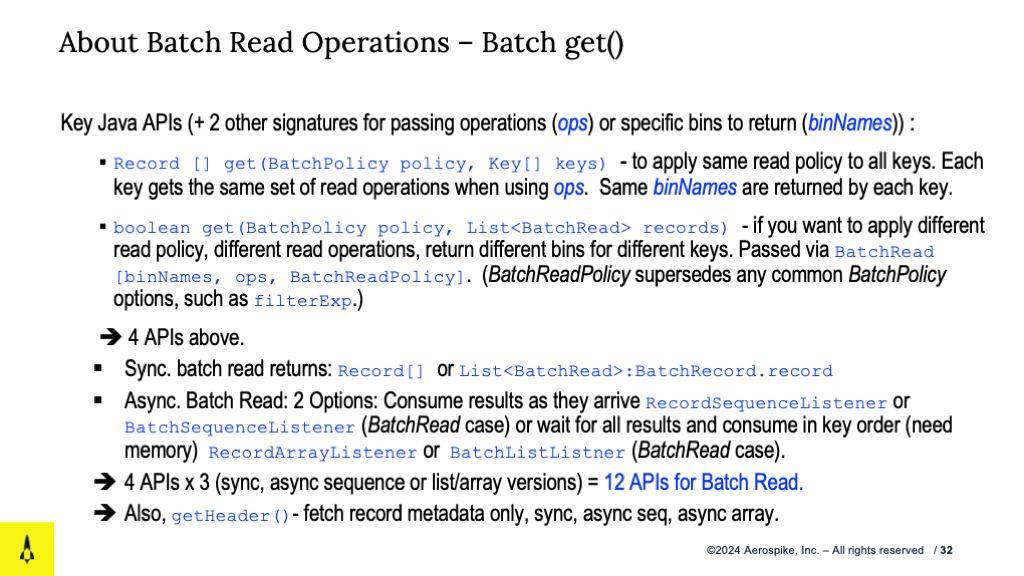 About Batch Read Operations – Batch get()
Key Java APIs (+ 2 other signatures for passing operations (ops) or specific bins to return (binNames)) :
▪ Record [] get(BatchPolicy policy, Key[] keys) - to apply same read policy to all keys. Each
key gets the same set of read operations when using ops. Same binNames are returned by each key.
▪ boolean get(BatchPolicy policy, List<BatchRead> records) - if you want to apply different
read policy, different read operations, return different bins for different keys. Passed via BatchRead
[binNames, ops, BatchReadPolicy]. (BatchReadPolicy supersedes any common BatchPolicy
options, such as filterExp.)
➔ 4 APIs above.
▪ Sync. batch read returns: Record[] or List<BatchRead>:BatchRecord.record
▪ Async. Batch Read: 2 Options: Consume results as they arrive RecordSequenceListener or
BatchSequenceListener (BatchRead case) or wait for all results and consume in key order (need
memory) RecordArrayListener or BatchListListner (BatchRead case).
➔ 4 APIs x 3 (sync, async sequence or list/array versions) = 12 APIs for Batch Read.
➔ Also, getHeader()- fetch record metadata only, sync, async seq, async array.
©2024 Aerospike, Inc. – All rights reserved / 32